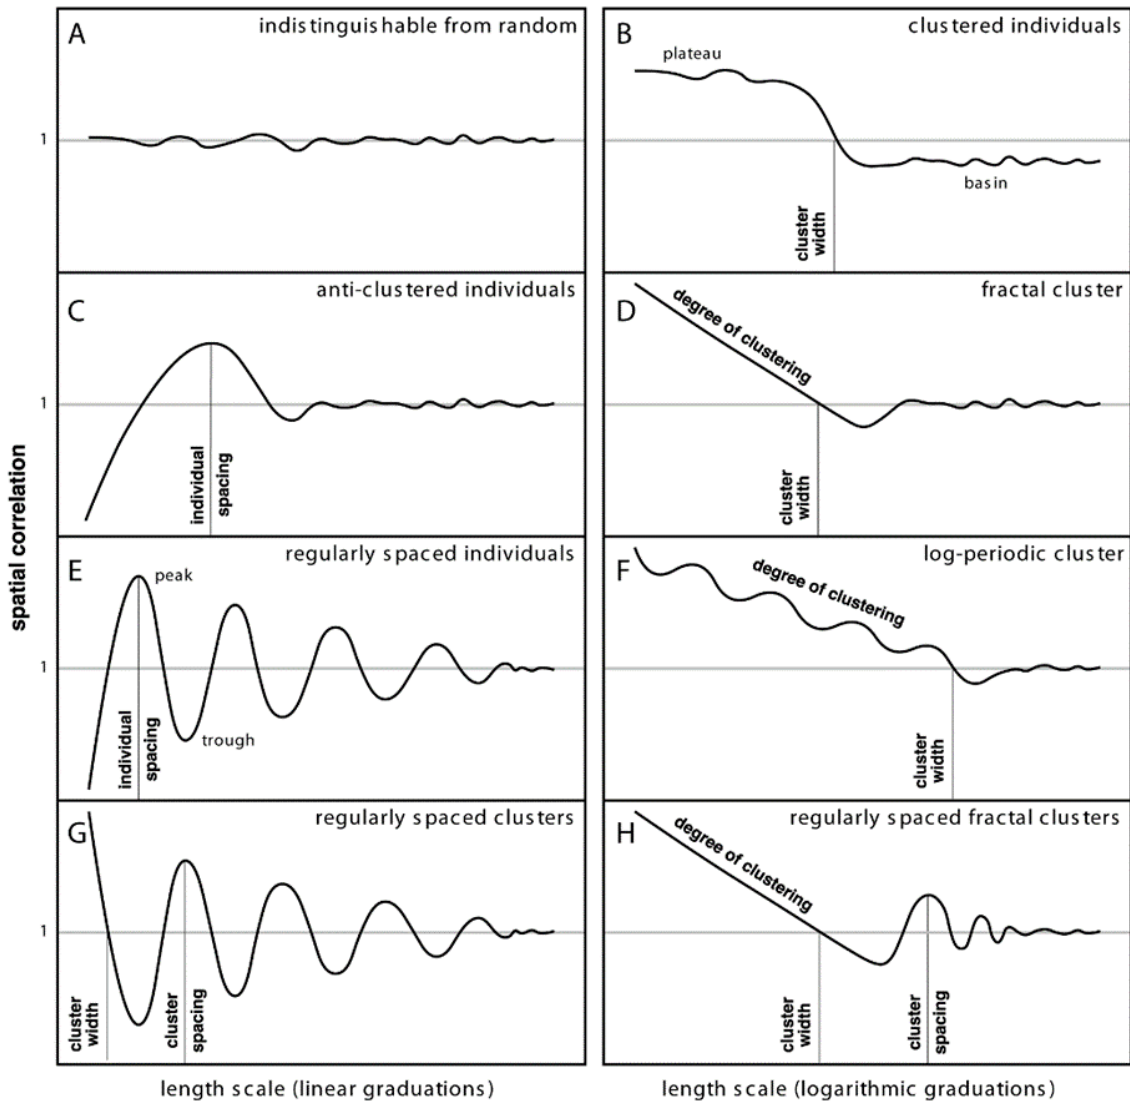 spatial correlation
A
indistinguishable from random
1
B
clustered individuals
plateau
basin
cluster
width
C
anti-clustered individuals
1
individual
spacing
D
fractal cluster
degree of clustering
cluster
width
E
regularly spaced individuals
peak
1
trough
individual
spacing
F
log-periodic cluster
degree of clustering
cluster
width
G
regularly spaced clusters
1
cluster
width
cluster
spacing
H
regularly spaced fractal clusters
degree of clustering
cluster
width
cluster
spacing
length scale (linear graduations)
length scale (logarithmic graduations)